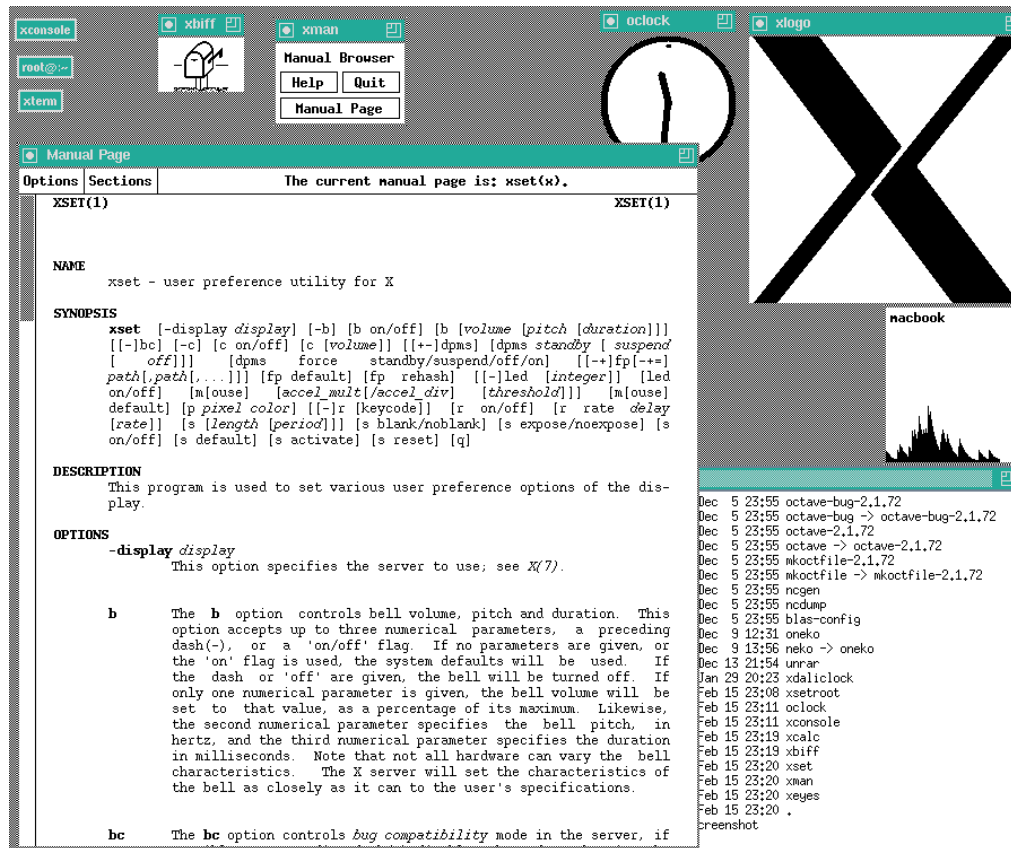 xconsole
root@:~
xterm
xbiff
xman
Manual Browser
Help Quit
Manual Page
oclock
xlogo
macbook
Manual Page
Options Sections The current manual page is: xset(x).
XSET(1) XSET(1)
NAME
xset - user preference utility for X
SYNOPSIS
xset [-display display] [-b] [b on/off] [b [volume [pitch [duration]]]
[[-]bc] [-c] [c on/off] [c [volume]] [[+-]dpms] [dpms standby [ suspend
[ off]]] [dpms force standby/suspend/off/on] [[-+]fp[-+=]
path[,path[,...]]] [fp default] [fp rehash] [[-]led [integer]] [led
on/off] [m[ouse] [accel_mult[/accel_div] [threshold]]] [m[ouse]
default] [p pixel color] [[-]r [keycode]] [r on/off] [r rate delay
[rate]] [s [length [period]]] [s blank/noblank] [s expose/noexpose] [s
on/off] [s default] [s activate] [s reset] [q]
DESCRIPTION
This program is used to set various user preference options of the dis-
play.
OPTIONS
-display display
This option specifies the server to use; see X(7).
b The b option controls bell volume, pitch and duration. This
option accepts up to three numerical parameters, a preceding
dash(-), or a 'on/off' flag. If no parameters are given, or
the 'on' flag is used, the system defaults will be used. If
the dash or 'off' are given, the bell will be turned off. If
only one numerical parameter is given, the bell volume will be
set to that value, as a percentage of its maximum. Likewise,
the second numerical parameter specifies the bell pitch, in
hertz, and the third numerical parameter specifies the duration
in milliseconds. Note that not all hardware can vary the bell
characteristics. The X server will set the characteristics of
the bell as closely as it can to the user's specifications.
bc The bc option controls bug compatibility mode in the server, if
Dec 5 23:55 octave-bug-2.1.72
Dec 5 23:55 octave-bug -> octave-bug-2.1.72
Dec 5 23:55 octave-2.1.72
Dec 5 23:55 octave -> octave-2.1.72
Dec 5 23:55 mkoctfile-2.1.72
Dec 5 23:55 mkoctfile -> mkoctfile-2.1.72
Dec 5 23:55 ncgen
Dec 5 23:55 ncdump
Dec 5 23:55 blas-config
Dec 9 12:31 oneko
Dec 9 13:56 neko -> oneko
Dec 13 21:54 unrar
Jan 29 20:23 xdaliclock
Feb 15 23:08 xsetroot
Feb 15 23:11 oclock
Feb 15 23:11 xconsole
Feb 15 23:19 xcalc
Feb 15 23:19 xbiff
Feb 15 23:20 xset
Feb 15 23:20 xman
Feb 15 23:20 xeyes
Feb 15 23:20 .
creenshot